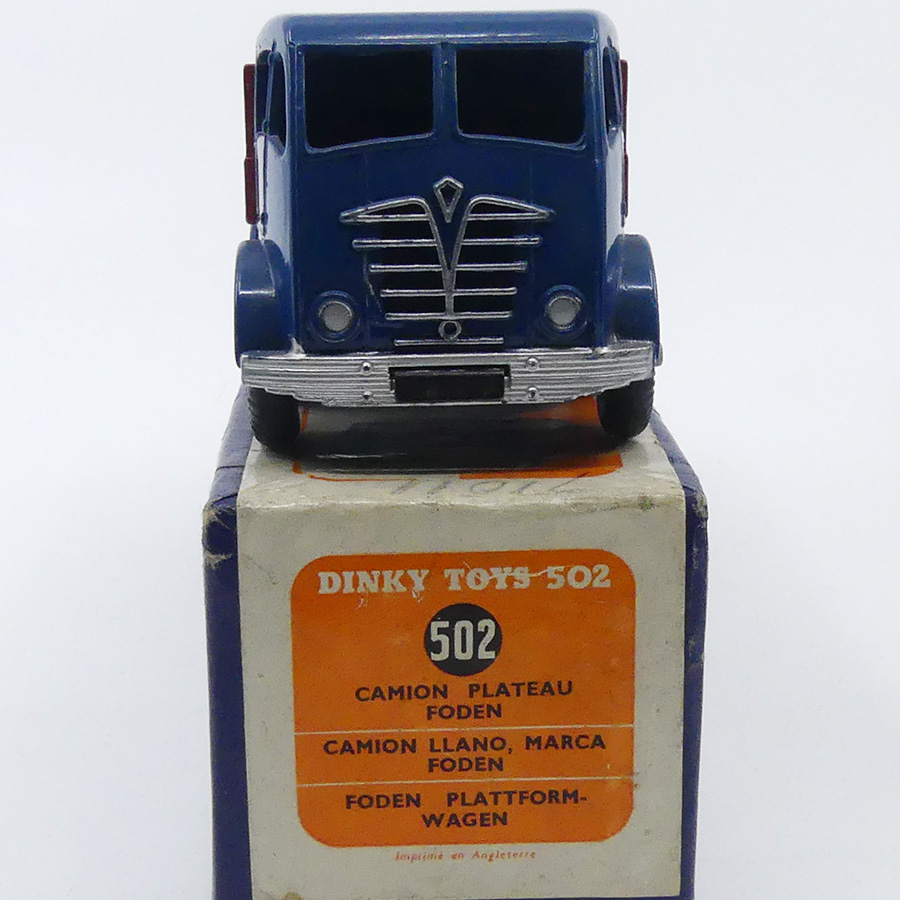 DINKY TOYS 502
502
CAMION PLATEAU
FODEN
CAMION LLANO, MARCA
FODEN
FODEN PLATTFORM-
WAGEN
Imprimé en Angleterre